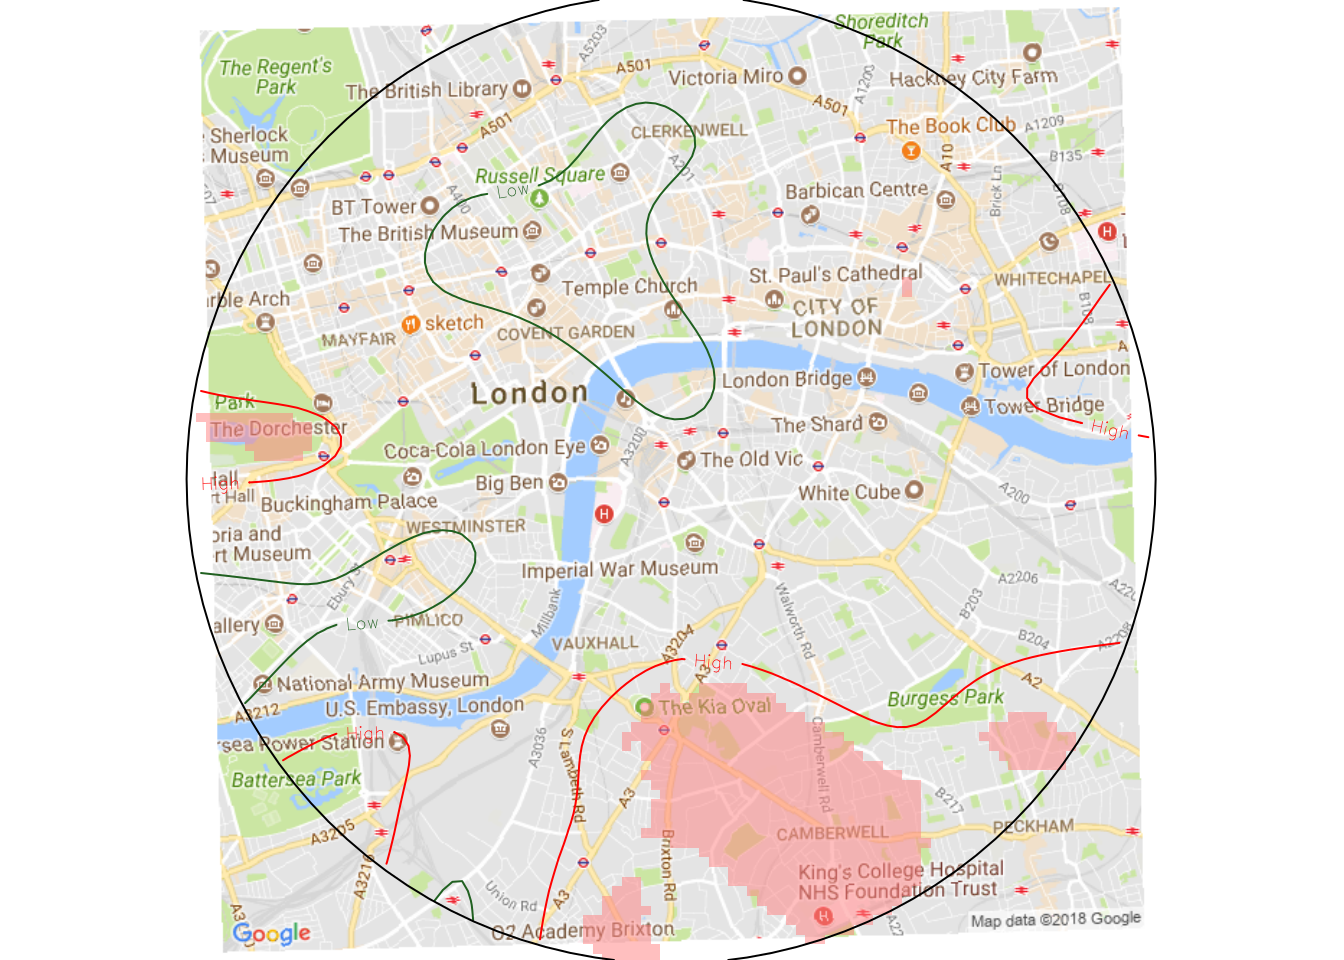 Shoreditch
Park
The Regent's
Park
A5203
A501
Victoria Miro
Hackney City Farm
The British Library
A1200
A501
A501
CLERKENWELL
The Book Club
A1209
Sherlock
Museum
A10
B135
A201
Russell Square
Low
Barbican Centre
Brick Ln
B108
BT Tower
A400
The British Museum
St. Paul's Cathedral
WHITECHAPEL
Temple Church
rble Arch
B108
CITY OF
LONDON
sketch
COVENT GARDEN
MAYFAIR
London Bridge
Tower of London
London
Park
Tower Bridge
The Dorchester
The Shard
High
Coca-Cola London Eye
A3200
The Old Vic
Big Ben
White Cube
A200
Hall
High
rt Hall
Buckingham Palace
WESTMINSTER
oria and
rt Museum
Imperial War Museum
Ebury St
A2206
Walworth Rd
B203
Millbank
allery
Low
PIMLICO
B204
A2208
VAUXHALL
A3204
Lupus St
High
A3
A2
National Army Museum
Burgess Park
A3212
U.S. Embassy, London
The Kia Oval
sea Power Station
High
A3036
S Lambeth Rd
Camberwell Rd
Battersea Park
A3
B217
A3205
CAMBERWELL
PECKHAM
Brixton Rd
A3216
King's College Hospital
NHS Foundation Trust
Union Rd
A3
A3
A22
Map data ©2018 Google
Google
O2 Academy Brixton